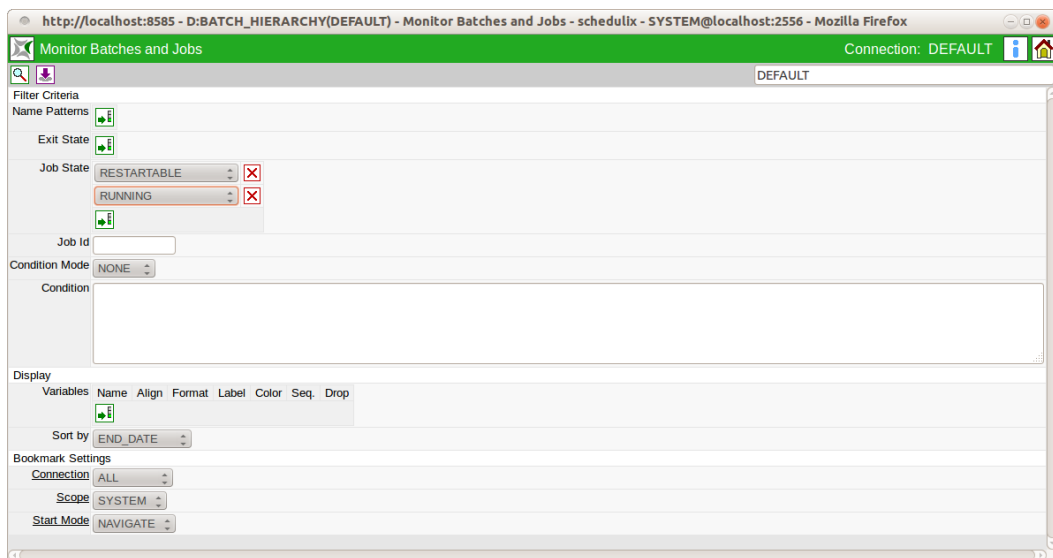 http://localhost:8585 - D:BATCH_HIERARCHY(DEFAULT) - Monitor Batches and Jobs - schedulix - SYSTEM@localhost:2556 - Mozilla Firefox
Monitor Batches and Jobs Connection: DEFAULT
DEFAULT
Filter Criteria
Name Patterns
Exit State
Job State RESTARTABLE
RUNNING
Job Id
Condition Mode NONE
Condition
Display
Variables Name Align Format Label Color Seq. Drop
Sort by END_DATE
Bookmark Settings
Connection ALL
Scope SYSTEM
Start Mode NAVIGATE